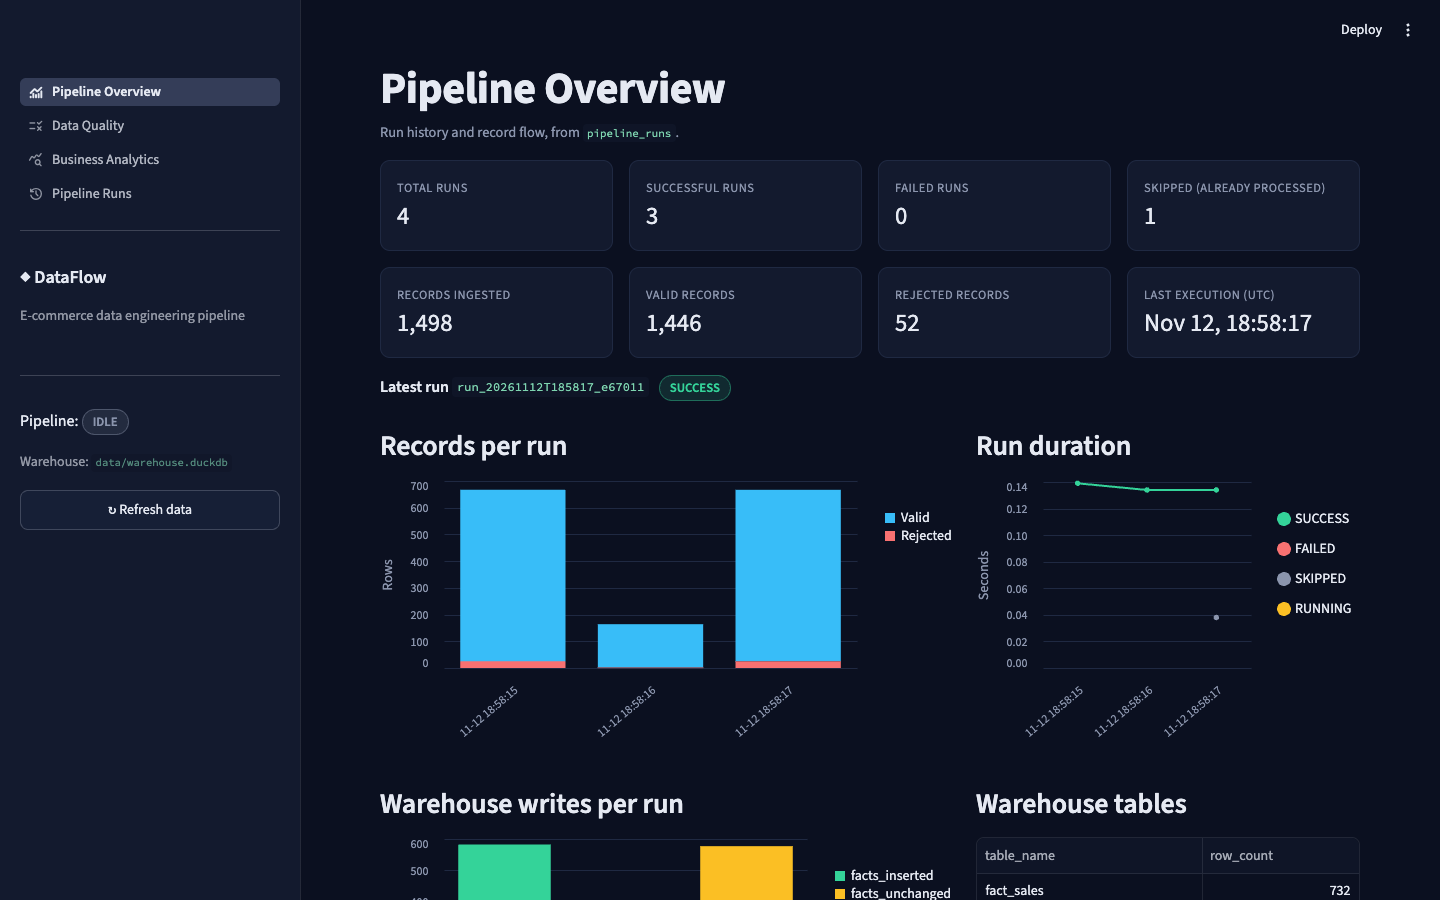 Deploy
Pipeline Overview
Data Quality
Business Analytics
Pipeline Runs
DataFlow
E-commerce data engineering pipeline
Pipeline: IDLE
Warehouse: data/warehouse.duckdb
↻ Refresh data
Pipeline Overview
Run history and record flow, from pipeline_runs.
TOTAL RUNS
4
SUCCESSFUL RUNS
3
FAILED RUNS
0
SKIPPED (ALREADY PROCESSED)
1
RECORDS INGESTED
1,498
VALID RECORDS
1,446
REJECTED RECORDS
52
LAST EXECUTION (UTC)
Nov 12, 18:58:17
Latest run run_20261112T185817_e67011 SUCCESS
Records per run
700
600
500
400
300
200
100
0
Rows
11-12 18:58:15
11-12 18:58:16
11-12 18:58:17
Valid
Rejected
Run duration
0.14
0.12
0.10
0.08
0.06
0.04
0.02
0.00
Seconds
11-12 18:58:15
11-12 18:58:16
11-12 18:58:17
SUCCESS
FAILED
SKIPPED
RUNNING
Warehouse writes per run
600
500
facts_inserted
facts_unchanged
Warehouse tables
table_name row_count
fact_sales 732